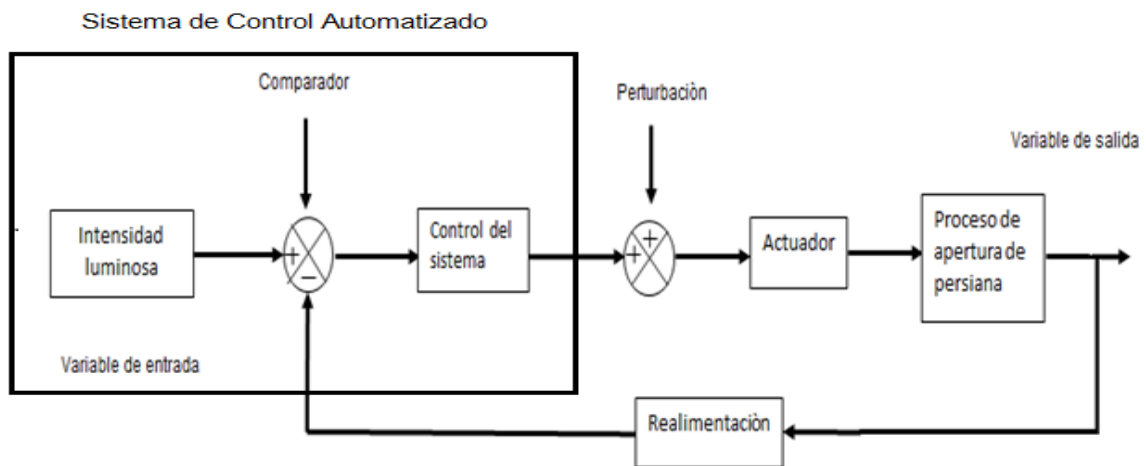 Sistema de Control Automatizado
Comparador
Perturbaciòn
Variable de salida
Intensidad
luminosa
+
−
Control del
sistema
+
+
Actuador
Proceso de
apertura de
persiana
Variable de entrada
Realimentaciòn